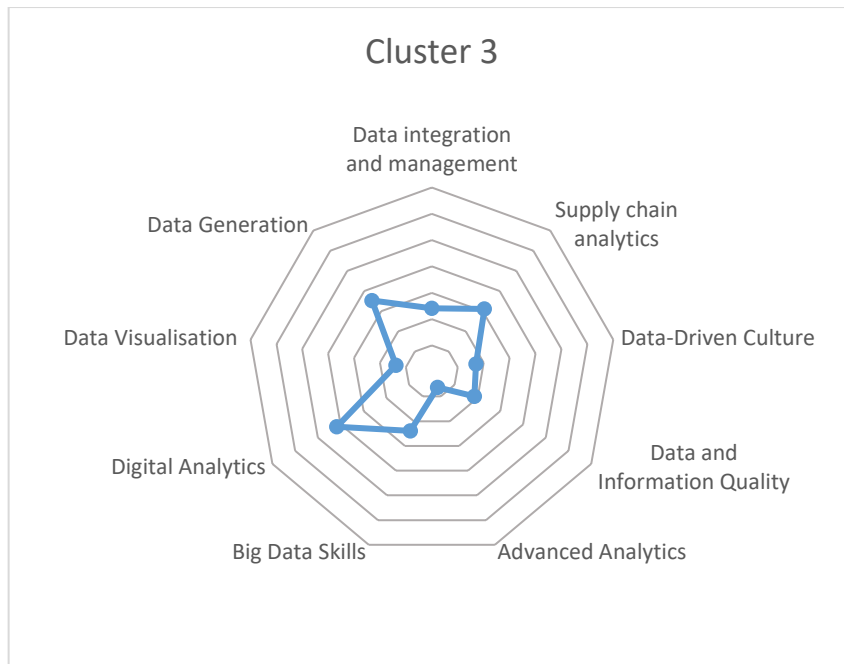 Cluster 3
Data integration
and management
Supply chain
analytics
Data Generation
Data Visualisation
Data-Driven Culture
Digital Analytics
Data and
Information Quality
Big Data Skills
Advanced Analytics